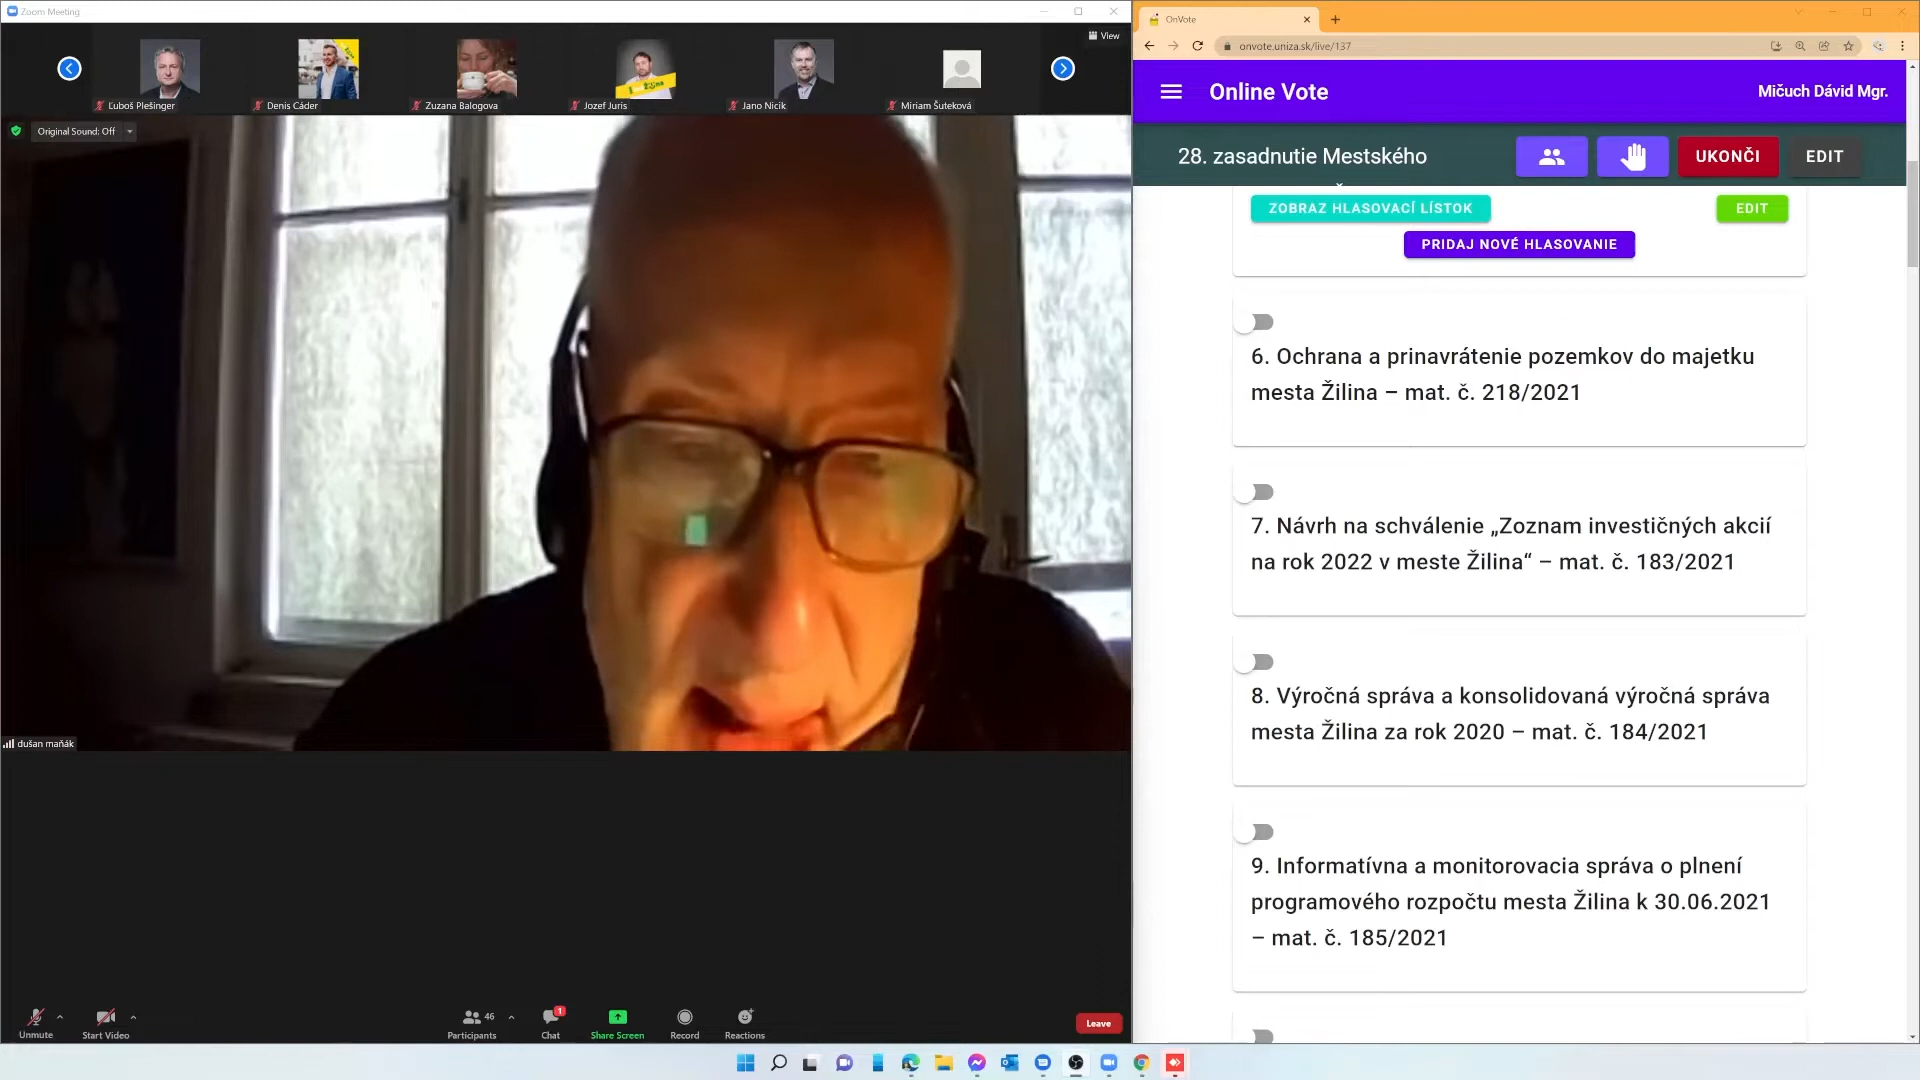 Zoom Meeting
View
Ľuboš Plešinger
Denis Cáder
Zuzana Balogova
Jozef Juris
Jano Nicik
Miriam Šuteková
Original Sound: Off
dušan maňák
Unmute
Start Video
46
Participants
1
Chat
Share Screen
Record
Reactions
Leave
OnVote
onvote.uniza.sk/live/137
Online Vote
Mičuch Dávid Mgr.
28. zasadnutie Mestského
UKONČI
EDIT
ZOBRAZ HLASOVACÍ LÍSTOK
EDIT
PRIDAJ NOVÉ HLASOVANIE
6. Ochrana a prinavrátenie pozemkov do majetku
mesta Žilina – mat. č. 218/2021
7. Návrh na schválenie „Zoznam investičných akcií
na rok 2022 v meste Žilina“ – mat. č. 183/2021
8. Výročná správa a konsolidovaná výročná správa
mesta Žilina za rok 2020 – mat. č. 184/2021
9. Informatívna a monitorovacia správa o plnení
programového rozpočtu mesta Žilina k 30.06.2021
– mat. č. 185/2021